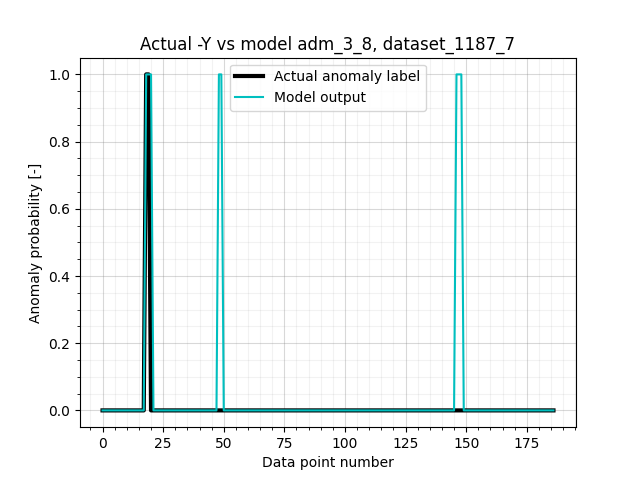 Actual -Y vs model adm_3_8, dataset_1187_7
Actual anomaly label
Model output
Anomaly probability [-]
1.0
0.8
0.6
0.4
0.2
0.0
0 25 50 75 100 125 150 175
Data point number